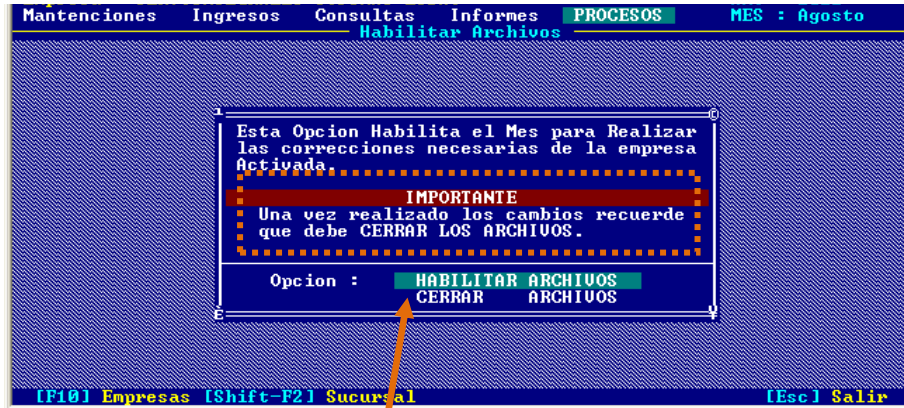 Mantenciones Ingresos Consultas Informes PROCESOS MES : Agosto
Habilitar Archivos
Esta Opcion Habilita el Mes para Realizar
las correcciones necesarias de la empresa
Activada.
IMPORTANTE
Una vez realizado los cambios recuerde
que debe CERRAR LOS ARCHIVOS.
Opcion : HABILITAR ARCHIVOS
CERRAR ARCHIVOS
[F10] Empresas [Shift-F2] Sucursal [Esc] Salir